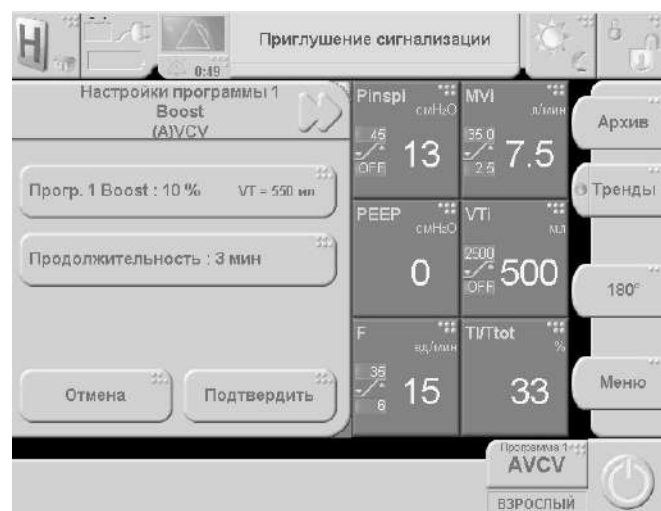 H
Приглушение сигнализации
0:49
Настройки программы 1
Boost
(A)VCV
Прогр. 1 Boost : 10 %
VT = 550 мл
Продолжительность : 3 мин
Отмена
Подтвердить
PInspi
смH2O
45
OFF
13
MVI
л/мин
35.0
2.5
7.5
PEEP
смH2O
0
VTI
мл
2500
OFF
500
F
вд/мин
35
6
15
TI/Ttot
%
33
Архив
Тренды
180°
Меню
Программа 1
AVCV
ВЗРОСЛЫЙ